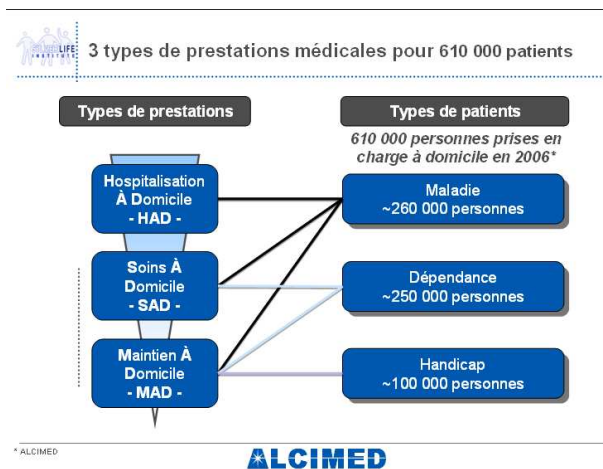 LIFE
INSTITUTE
3 types de prestations médicales pour 610 000 patients
Types de prestations
Types de patients
610 000 personnes prises en
charge à domicile en 2006*
Hospitalisation
À Domicile
- HAD -
Maladie
~260 000 personnes
Soins À
Domicile
- SAD -
Dépendance
~250 000 personnes
Maintien À
Domicile
- MAD -
Handicap
~100 000 personnes
* ALCIMED
ALCIMED